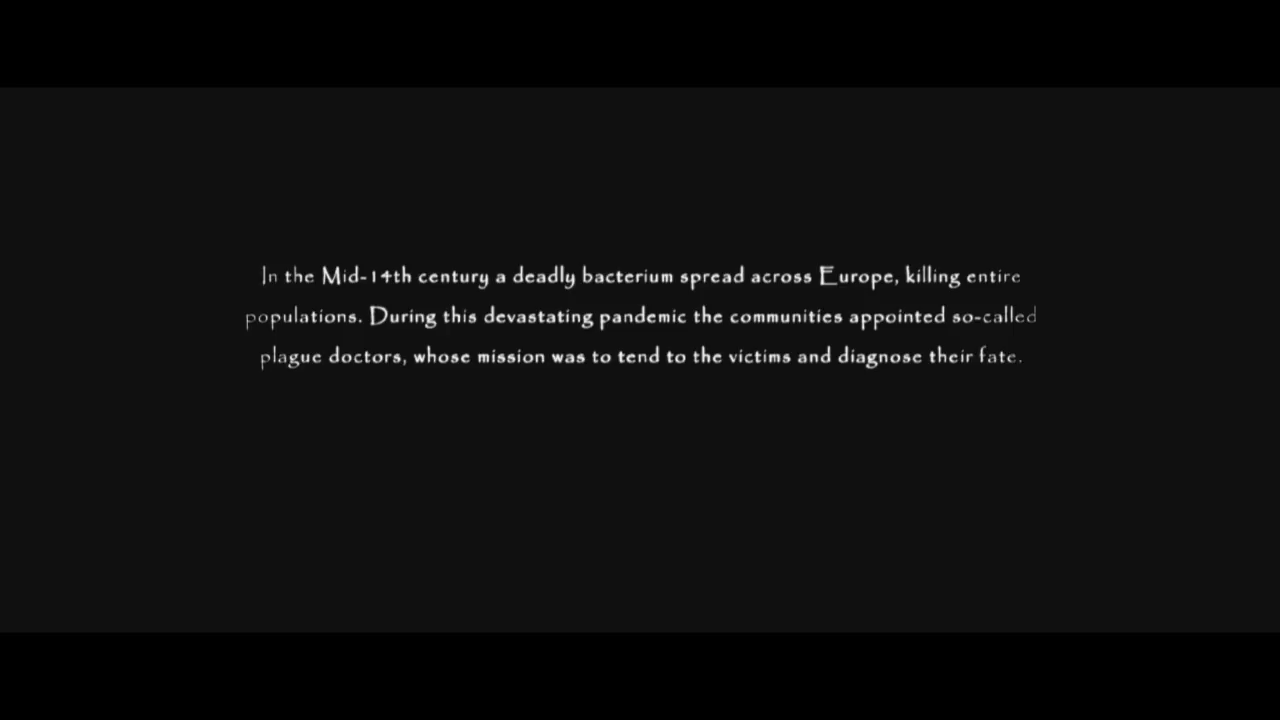 In the Mid-14th century a deadly bacterium spread across Europe, killing entire
populations. During this devastating pandemic the communities appointed so-called
plague doctors, whose mission was to tend to the victims and diagnose their fate.